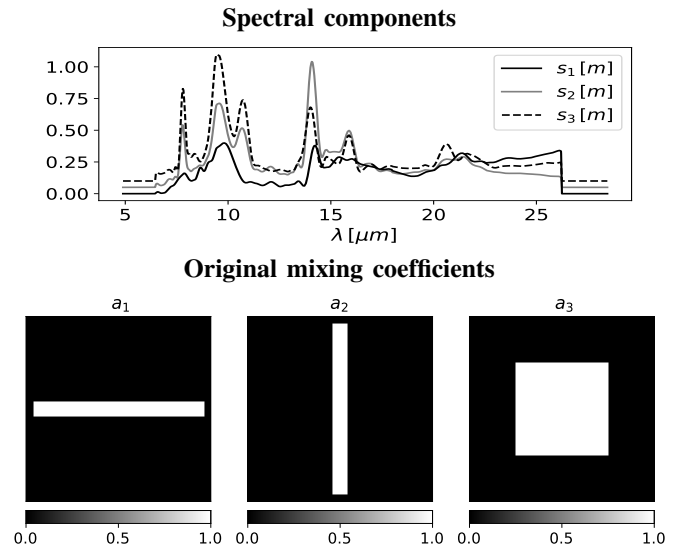 Spectral components
1.00
0.75
0.50
0.25
0.00
s₁ [m]
s₂ [m]
s₃ [m]
5 10 15 20 25
λ [μm]
Original mixing coefficients
a₁ a₂ a₃
0.0 0.5 1.0 0.0 0.5 1.0 0.0 0.5 1.0